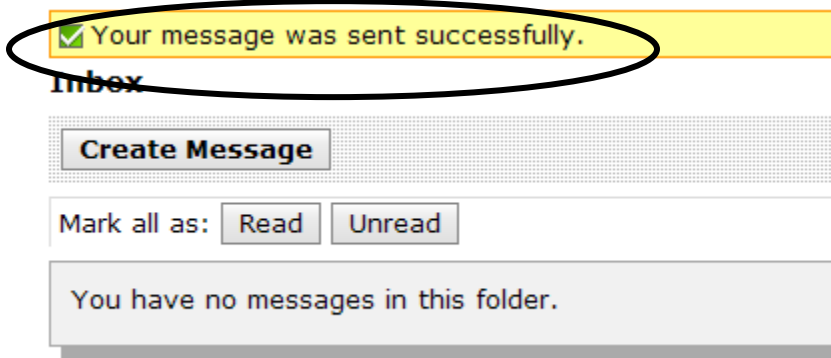 Your message was sent successfully.
Inbox
Create Message
Mark all as: Read Unread
You have no messages in this folder.